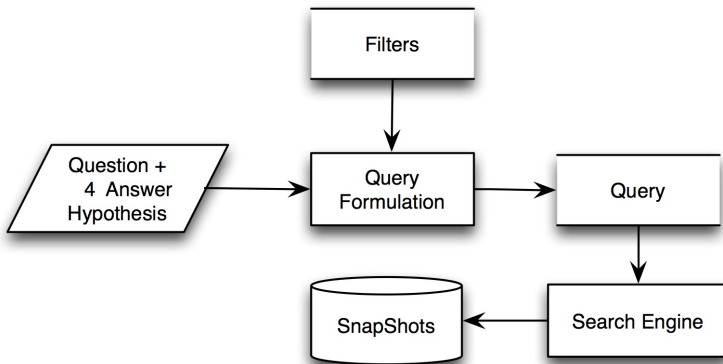 Filters
Question +
4 Answer
Hypothesis
Query
Formulation
Query
SnapShots
Search Engine